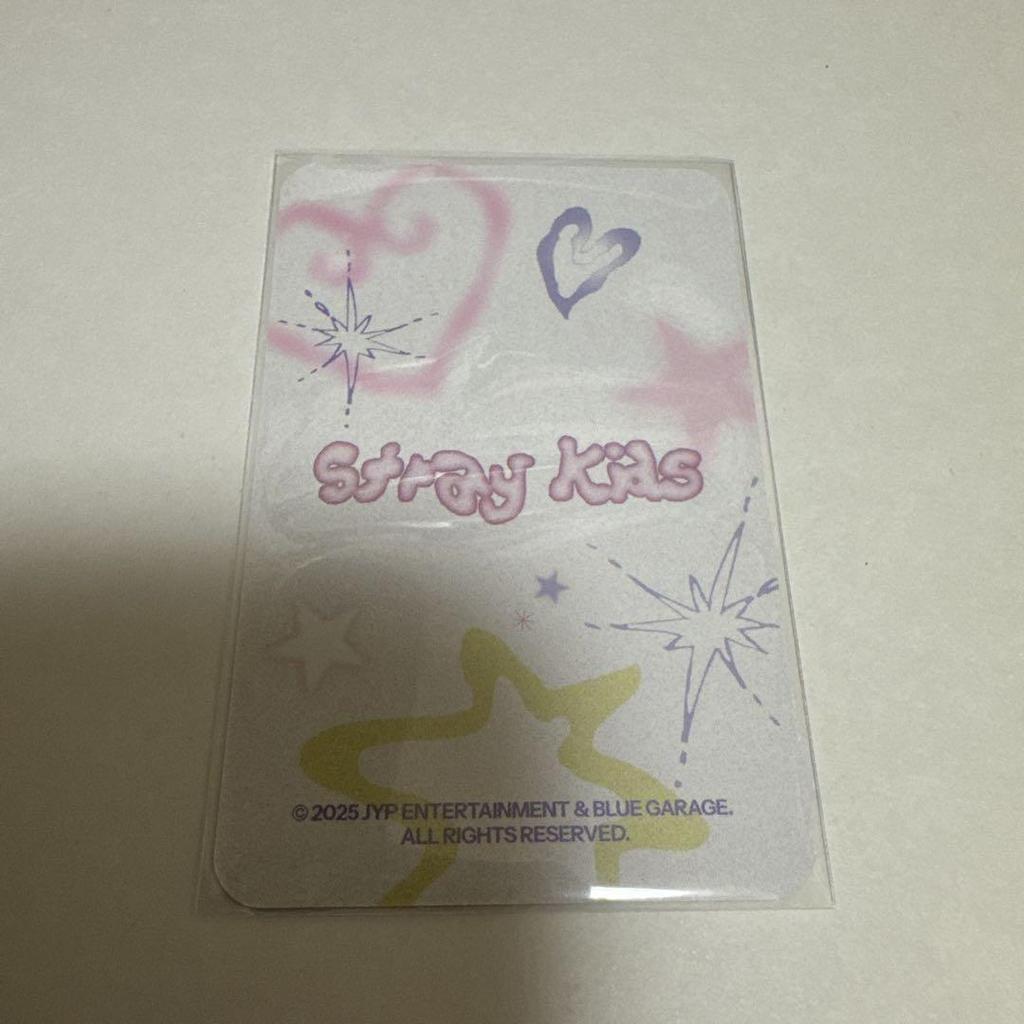 Stray Kids
© 2025 JYP ENTERTAINMENT & BLUE GARAGE.
ALL RIGHTS RESERVED.